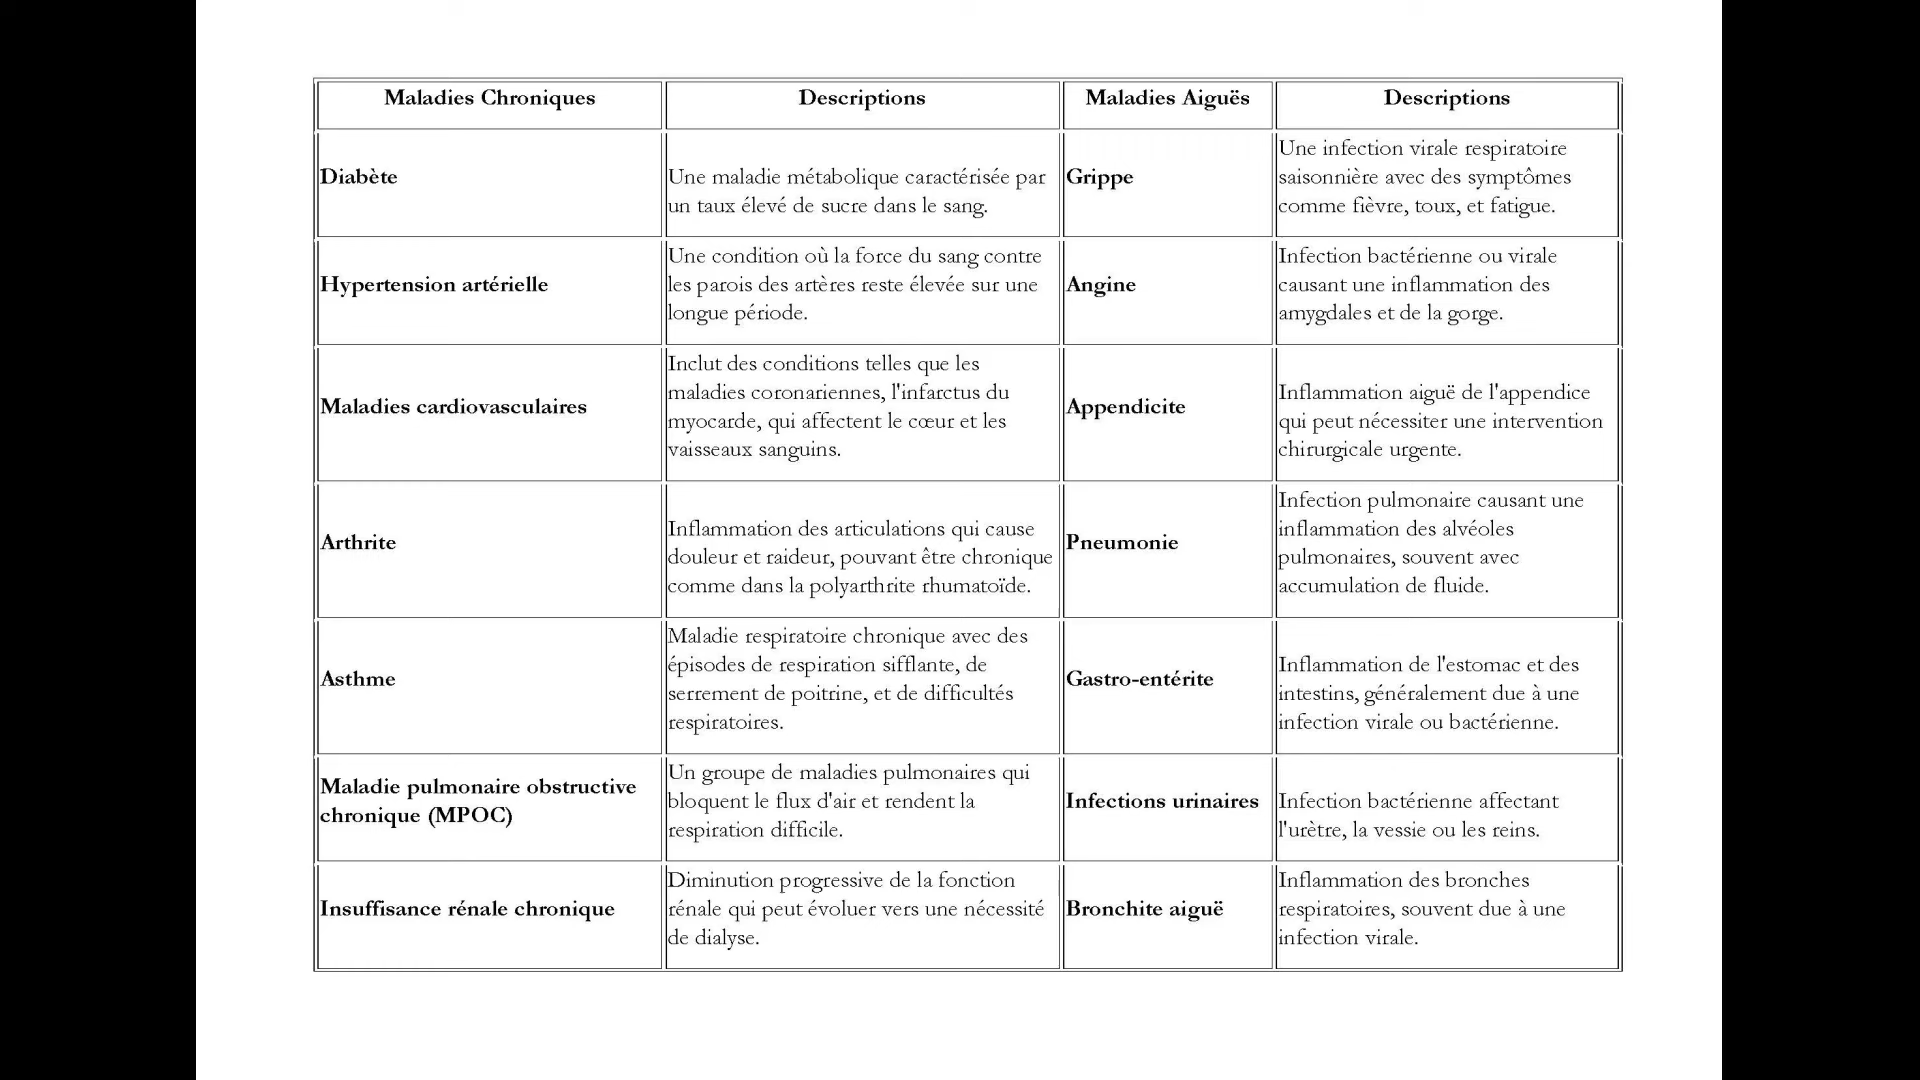 Maladies Chroniques
Descriptions
Maladies Aiguës
Descriptions
Diabète
Une maladie métabolique caractérisée par
un taux élevé de sucre dans le sang.
Grippe
Une infection virale respiratoire
saisonnière avec des symptômes
comme fièvre, toux, et fatigue.
Hypertension artérielle
Une condition où la force du sang contre
les parois des artères reste élevée sur une
longue période.
Angine
Infection bactérienne ou virale
causant une inflammation des
amygdales et de la gorge.
Maladies cardiovasculaires
Inclut des conditions telles que les
maladies coronariennes, l'infarctus du
myocarde, qui affectent le cœur et les
vaisseaux sanguins.
Appendicite
Inflammation aiguë de l'appendice
qui peut nécessiter une intervention
chirurgicale urgente.
Arthrite
Inflammation des articulations qui cause
douleur et raideur, pouvant être chronique
comme dans la polyarthrite rhumatoïde.
Pneumonie
Infection pulmonaire causant une
inflammation des alvéoles
pulmonaires, souvent avec
accumulation de fluide.
Asthme
Maladie respiratoire chronique avec des
épisodes de respiration sifflante, de
serrement de poitrine, et de difficultés
respiratoires.
Gastro-entérite
Inflammation de l'estomac et des
intestins, généralement due à une
infection virale ou bactérienne.
Maladie pulmonaire obstructive
chronique (MPOC)
Un groupe de maladies pulmonaires qui
bloquent le flux d'air et rendent la
respiration difficile.
Infections urinaires
Infection bactérienne affectant
l'urètre, la vessie ou les reins.
Insuffisance rénale chronique
Diminution progressive de la fonction
rénale qui peut évoluer vers une nécessité
de dialyse.
Bronchite aiguë
Inflammation des bronches
respiratoires, souvent due à une
infection virale.